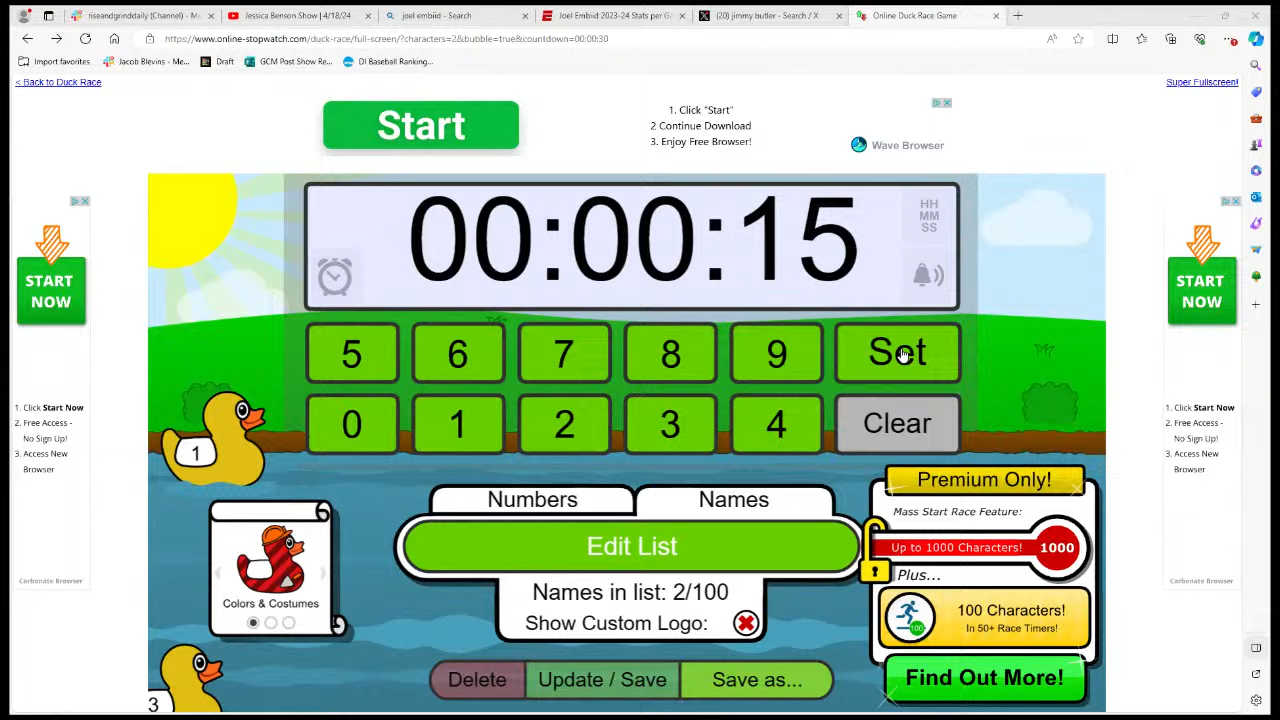 riseandgrinddaily (Channel) - M
Jessica Benson Show | 4/18/24
joel embiid - Search
Joel Embiid 2023-24 Stats per G
(20) jimmy butler - Search / X
Online Duck Race Game
https://www.online-stopwatch.com/duck-race/full-screen/?characters=2&bubble=true&countdown=00:00:30
Import favorites
Jacob Blevins - Me...
Draft
GCM Post Show Re...
DI Baseball Ranking...
< Back to Duck Race
Super Fullscreen!
Start
1. Click "Start"
2 Continue Download
3. Enjoy Free Browser!
Wave Browser
00:00:15
HH
MM
SS
START
NOW
1. Click Start Now
2. Free Access -
No Sign Up!
3. Access New
Browser
Carbonate Browser
START
NOW
1. Click Start Now
2. Free Access -
No Sign Up!
3. Access New
Browser
Carbonate Browser
5 6 7 8 9 Set
0 1 2 3 4 Clear
1
Numbers
Names
Edit List
Names in list: 2/100
Show Custom Logo:
Colors & Costumes
Premium Only!
Mass Start Race Feature:
Up to 1000 Characters! 1000
Plus...
100
100 Characters!
In 50+ Race Timers!
Find Out More!
Delete
Update / Save
Save as...
3